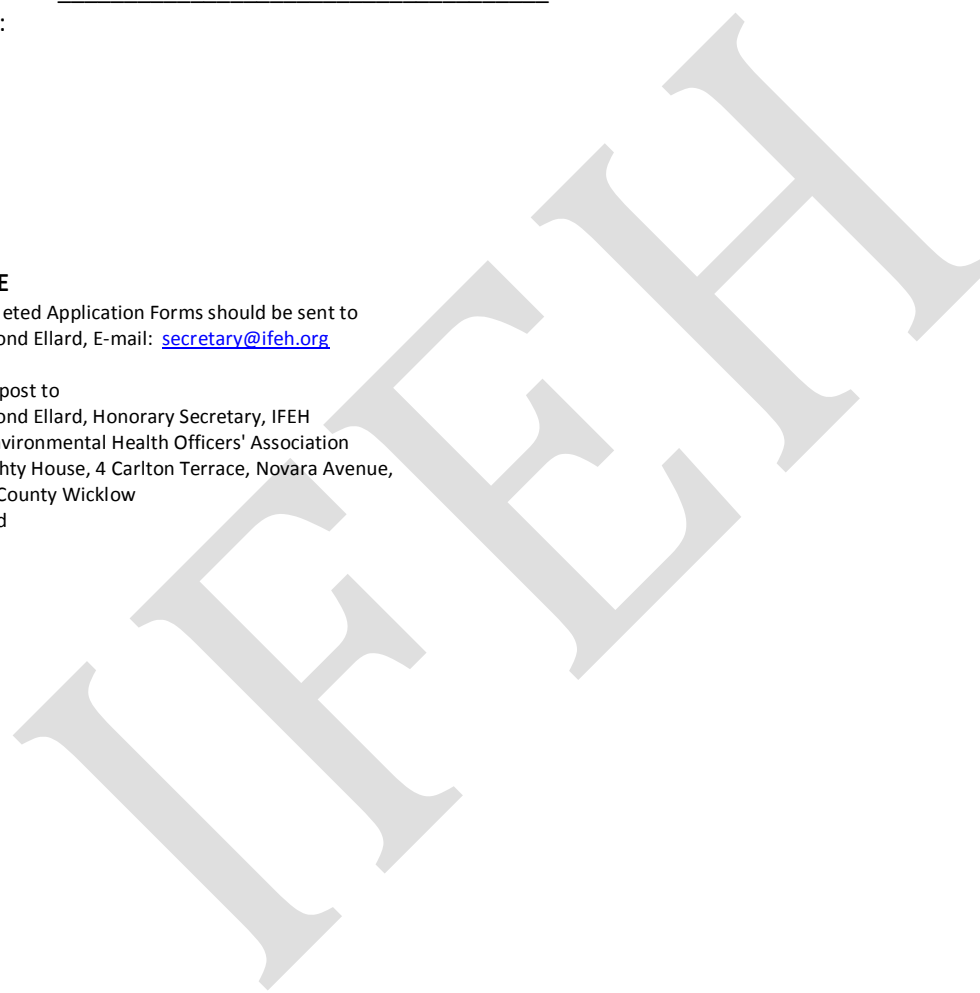 :
E
eted Application Forms should be sent to
ond Ellard, E-mail: secretary@ifeh.org
post to
ond Ellard, Honorary Secretary, IFEH
vironmental Health Officers' Association
hty House, 4 Carlton Terrace, Novara Avenue,
County Wicklow
d
IFEH